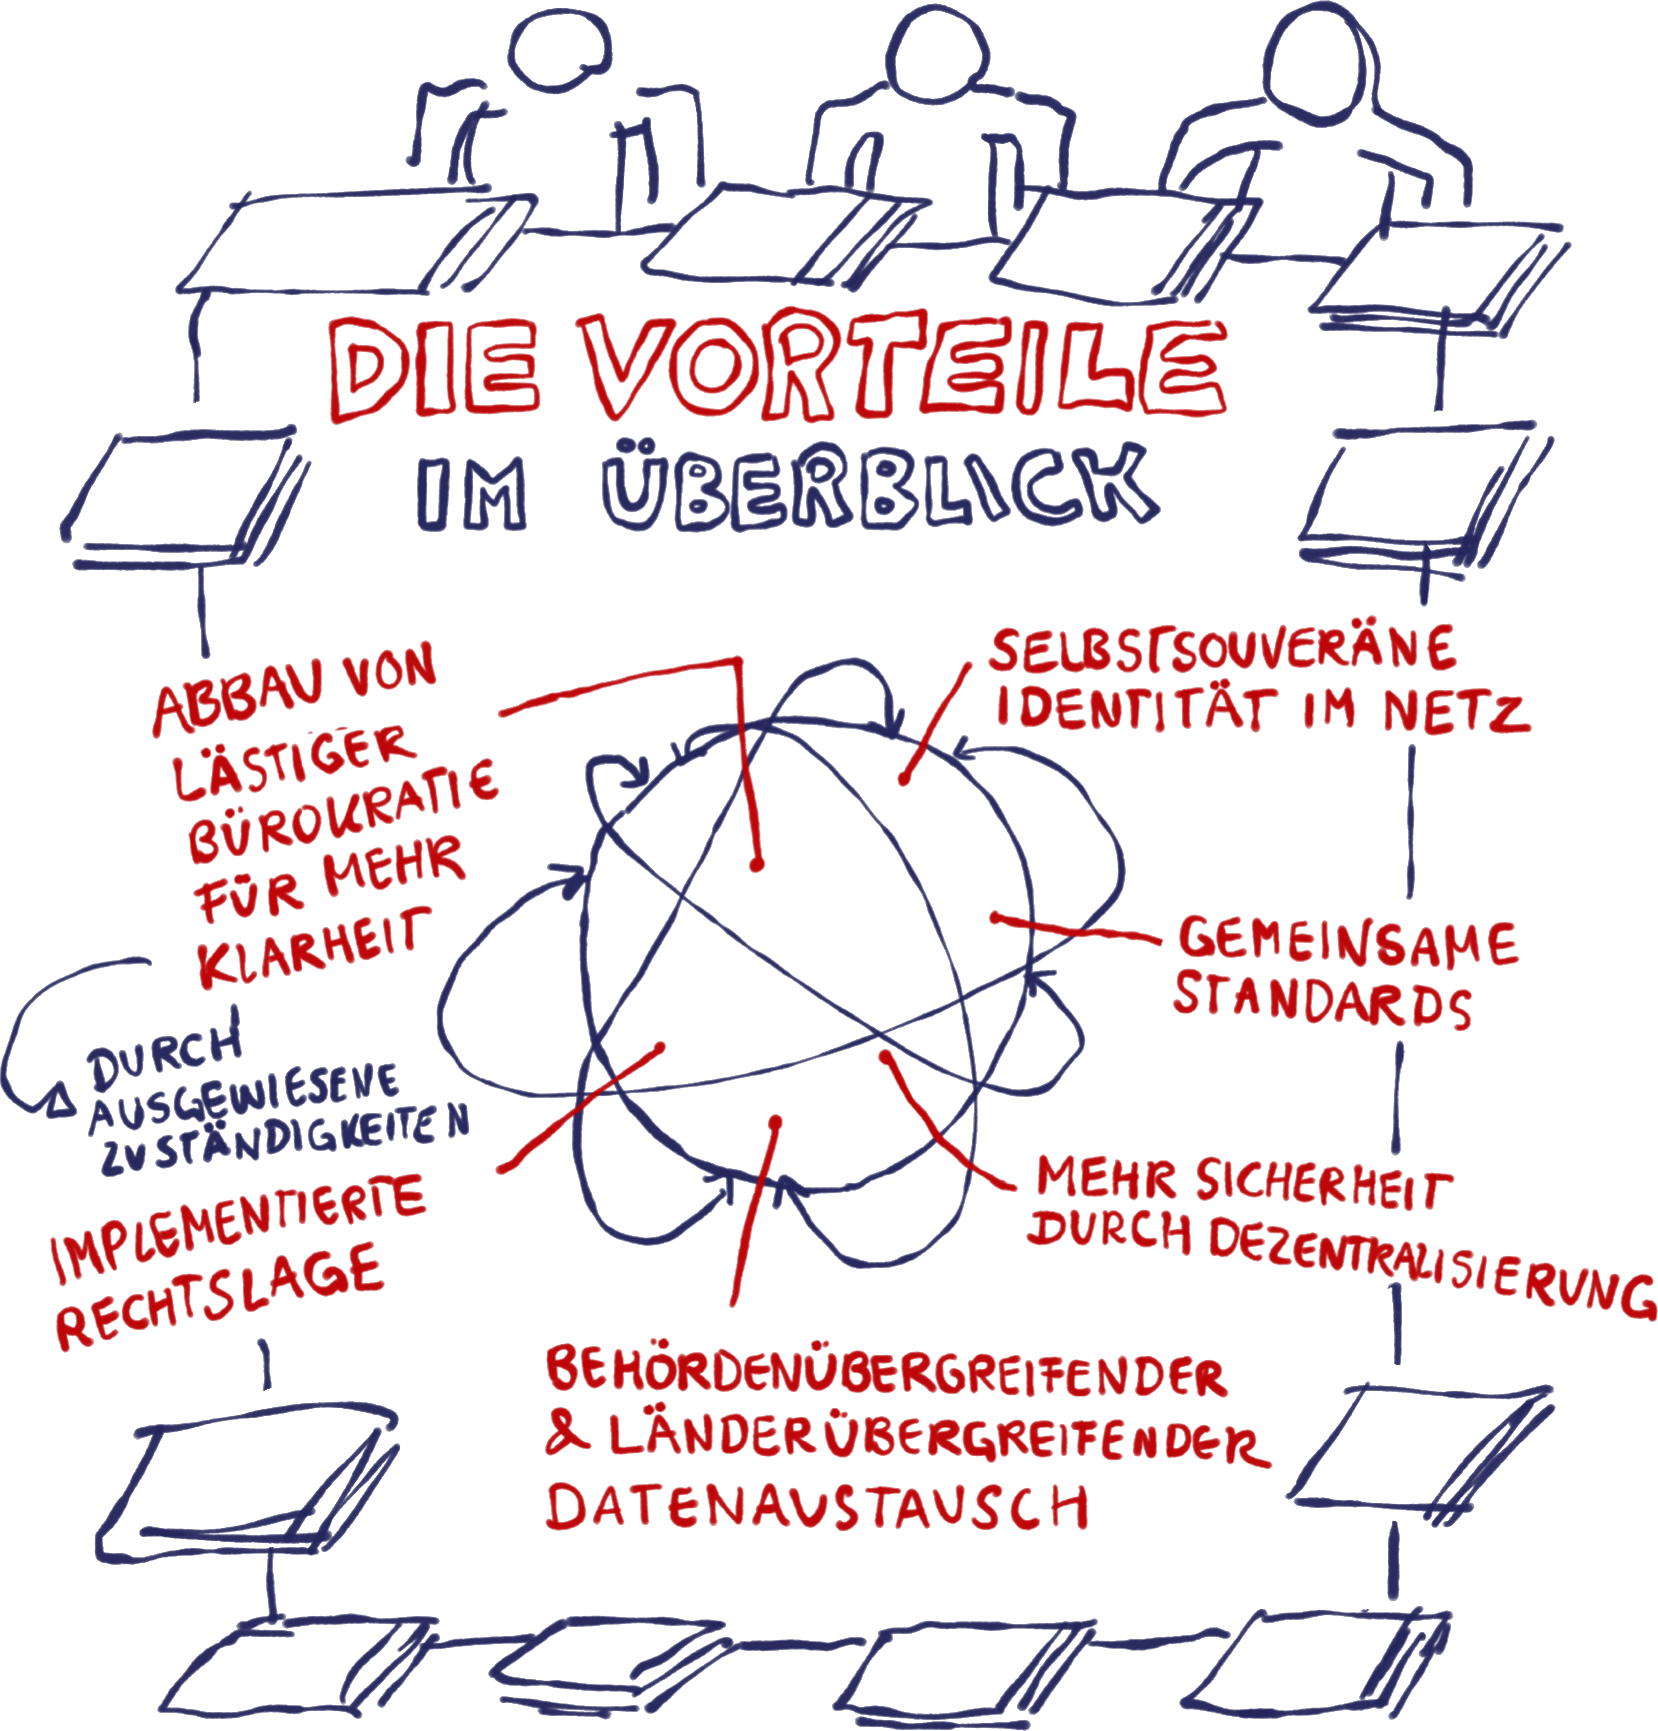 DIE VORTEILE
IM ÜBERBLICK
ABBAU VON
LÄSTIGER
BÜROKRATIE
FÜR MEHR
KLARHEIT
DURCH
AUSGEWIESENE
ZUSTÄNDIGKEITEN
IMPLEMENTIERTE
RECHTSLAGE
SELBSTSOUVERÄNE
IDENTITÄT IM NETZ
GEMEINSAME
STANDARDS
MEHR SICHERHEIT
DURCH DEZENTRALISIERUNG
BEHÖRDENÜBERGREIFENDER
& LÄNDERÜBERGREIFENDER
DATENAUSTAUSCH